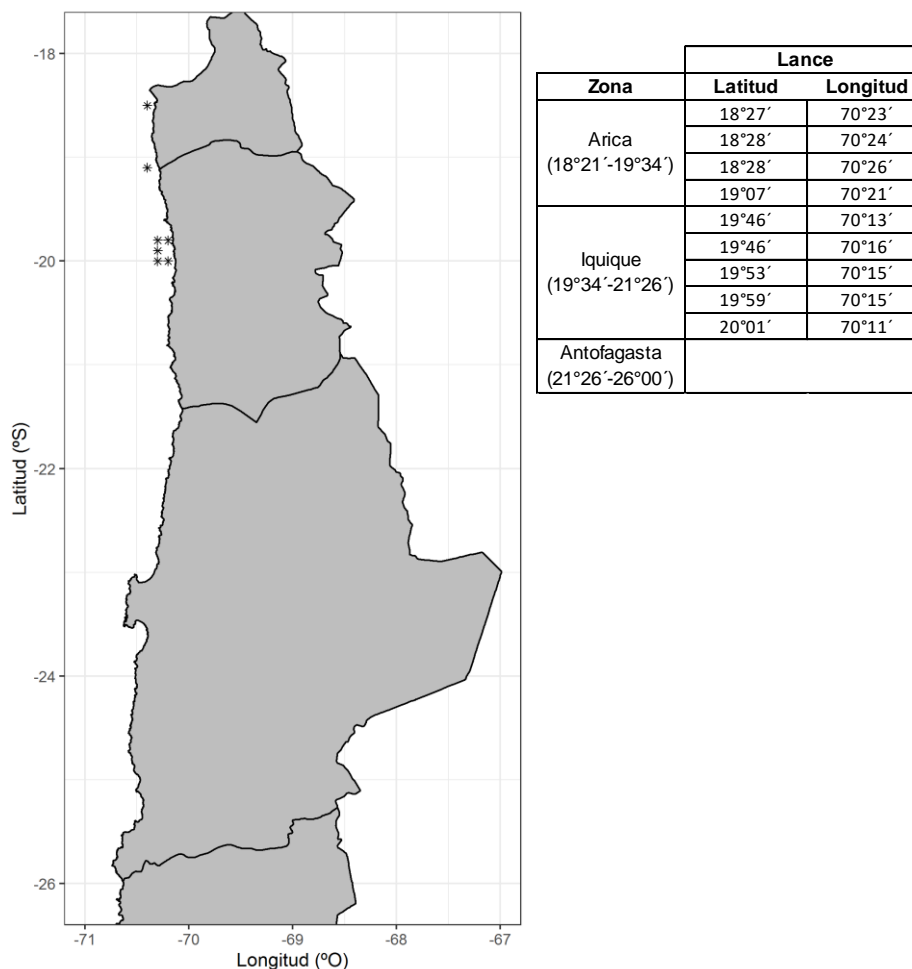 -18
-20
-22
-24
-26
Latitud (ºS)
-71 -70 -69 -68 -67
Longitud (ºO)
Lance
Zona Latitud Longitud
Arica
(18°21´-19°34´)
18°27´ 70°23´
18°28´ 70°24´
18°28´ 70°26´
19°07´ 70°21´
Iquique
(19°34´-21°26´)
19°46´ 70°13´
19°46´ 70°16´
19°53´ 70°15´
19°59´ 70°15´
20°01´ 70°11´
Antofagasta
(21°26´-26°00´)